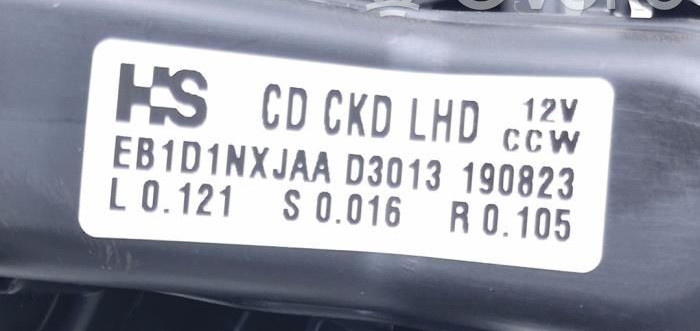 HS CD CKD LHD 12V
CCW
EB1D1NXJAA D3013 190823
L 0.121 S 0.016 R 0.105